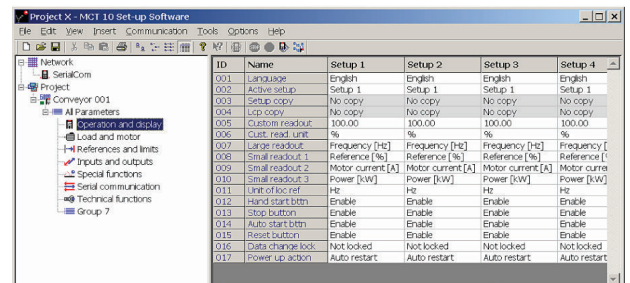 Project X - MCT 10 Set-up Software
File Edit View Insert Communication Tools Options Help
Network
SerialCom
Project
Conveyor 001
All Parameters
Operation and display
Load and motor
References and limits
Inputs and outputs
Special functions
Serial communication
Technical functions
Group 7
ID Name Setup 1 Setup 2 Setup 3 Setup 4
001 Language English English English English
002 Active setup Setup 1 Setup 1 Setup 1 Setup 1
003 Setup copy No copy No copy No copy No copy
004 Lcp copy No copy No copy No copy No copy
005 Custom readout 100.00 100.00 100.00 100.00
006 Cust. read. unit % % % %
007 Large readout Frequency [Hz] Frequency [Hz] Frequency [Hz] Frequency [
008 Small readout 1 Reference [%] Reference [%] Reference [%] Reference [
009 Small readout 2 Motor current [A] Motor current [A] Motor current [A] Motor curre
010 Small readout 3 Power [kW] Power [kW] Power [kW] Power [kW]
011 Unit of loc ref Hz Hz Hz Hz
012 Hand start bttn Enable Enable Enable Enable
013 Stop button Enable Enable Enable Enable
014 Auto start bttn Enable Enable Enable Enable
015 Reset button Enable Enable Enable Enable
016 Data change lock Not locked Not locked Not locked Not locked
017 Power up action Auto restart Auto restart Auto restart Auto restart